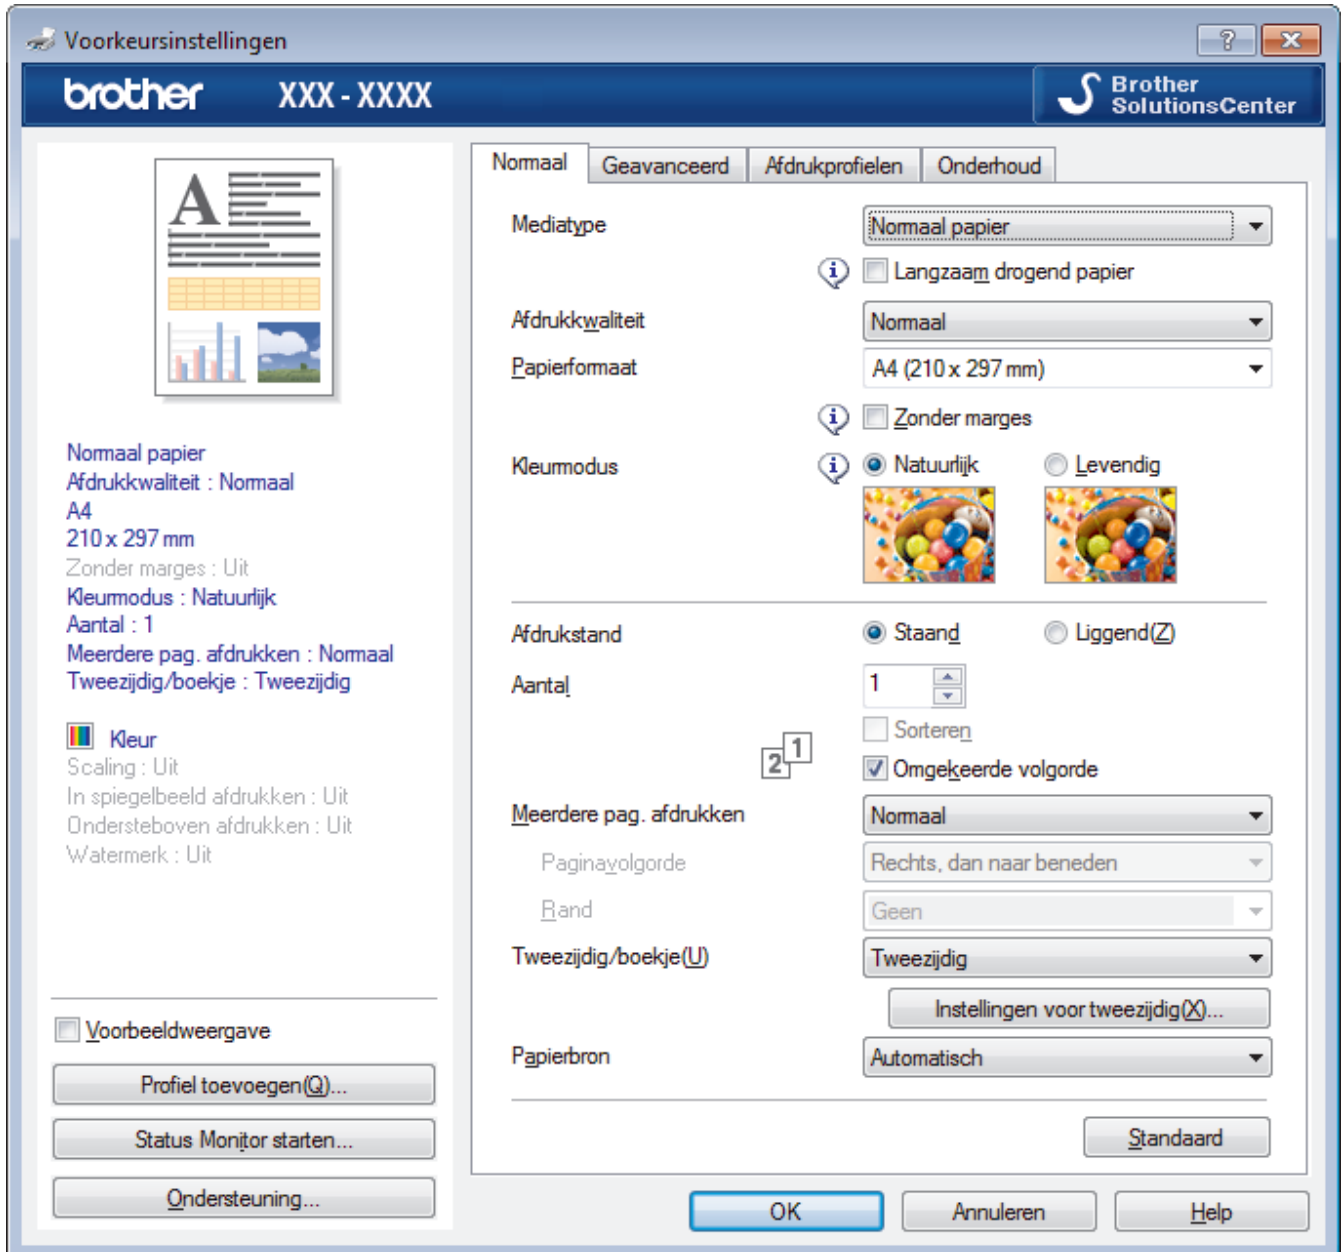 Voorkeursinstellingen
?
brother XXX - XXXX
Brother
SolutionsCenter
A
Normaal papier
Afdrukkwaliteit : Normaal
A4
210 x 297 mm
Zonder marges : Uit
Kleurmodus : Natuurlijk
Aantal : 1
Meerdere pag. afdrukken : Normaal
Tweezijdig/boekje : Tweezijdig
Kleur
Scaling : Uit
In spiegelbeeld afdrukken : Uit
Ondersteboven afdrukken : Uit
Watermerk : Uit
Voorbeeldweergave
Profiel toevoegen(Q)...
Status Monitor starten...
Ondersteuning...
Normaal Geavanceerd Afdrukprofielen Onderhoud
Mediatype Normaal papier
i Langzaam drogend papier
Afdrukkwaliteit Normaal
Papierformaat A4 (210 x 297 mm)
i Zonder marges
Kleurmodus i Natuurlijk Levendig
Afdrukstand Staand Liggend(Z)
Aantal 1
Sorteren
2 1 Omgekeerde volgorde
Meerdere pag. afdrukken Normaal
Paginavolgorde Rechts, dan naar beneden
Rand Geen
Tweezijdig/boekje(U) Tweezijdig
Instellingen voor tweezijdig(X)...
Papierbron Automatisch
Standaard
OK Annuleren Help